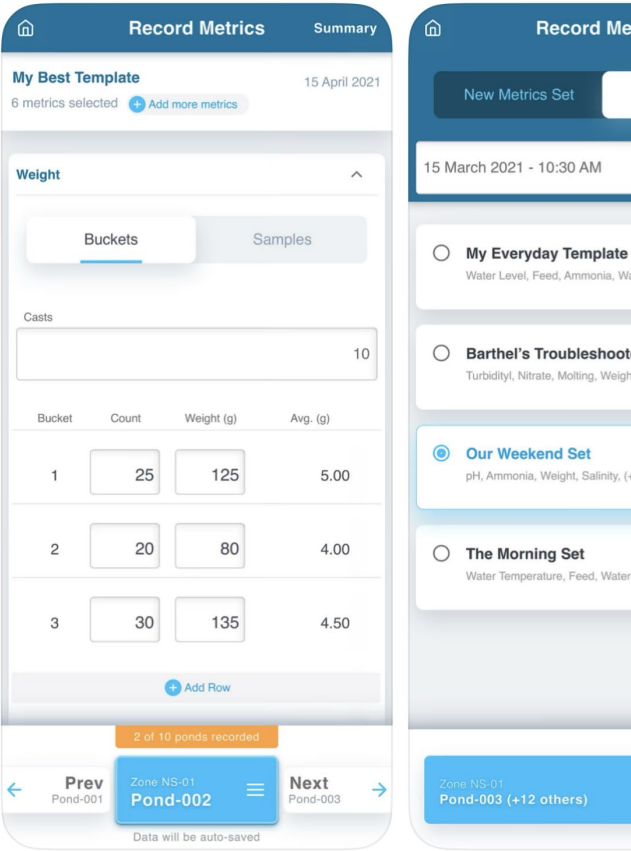 Record Metrics
Summary
My Best Template
15 April 2021
6 metrics selected
Add more metrics
Weight
Buckets
Samples
Casts
10
Bucket Count Weight (g) Avg. (g)
1 25 125 5.00
2 20 80 4.00
3 30 135 4.50
Add Row
2 of 10 ponds recorded
Prev
Pond-001
Zone NS-01
Pond-002
Next
Pond-003
Data will be auto-saved
Record Me
New Metrics Set
15 March 2021 - 10:30 AM
My Everyday Template
Water Level, Feed, Ammonia, Wa
Barthel's Troubleshoot
Turbidityl, Nitrate, Molting, Weigh
Our Weekend Set
pH, Ammonia, Weight, Salinity, (+
The Morning Set
Water Temperature, Feed, Water
Zone NS-01
Pond-003 (+12 others)